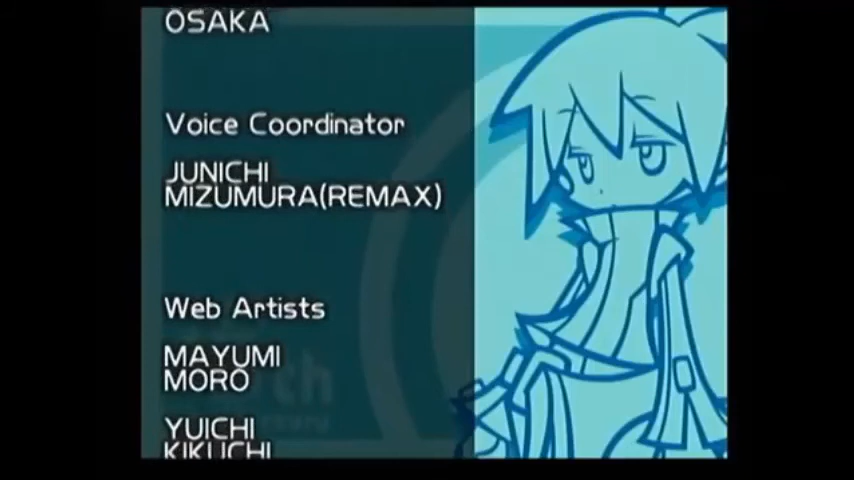 OSAKA
Voice Coordinator
JUNICHI
MIZUMURA(REMAX)
Web Artists
MAYUMI
MORO
YUICHI
KIKUCHI